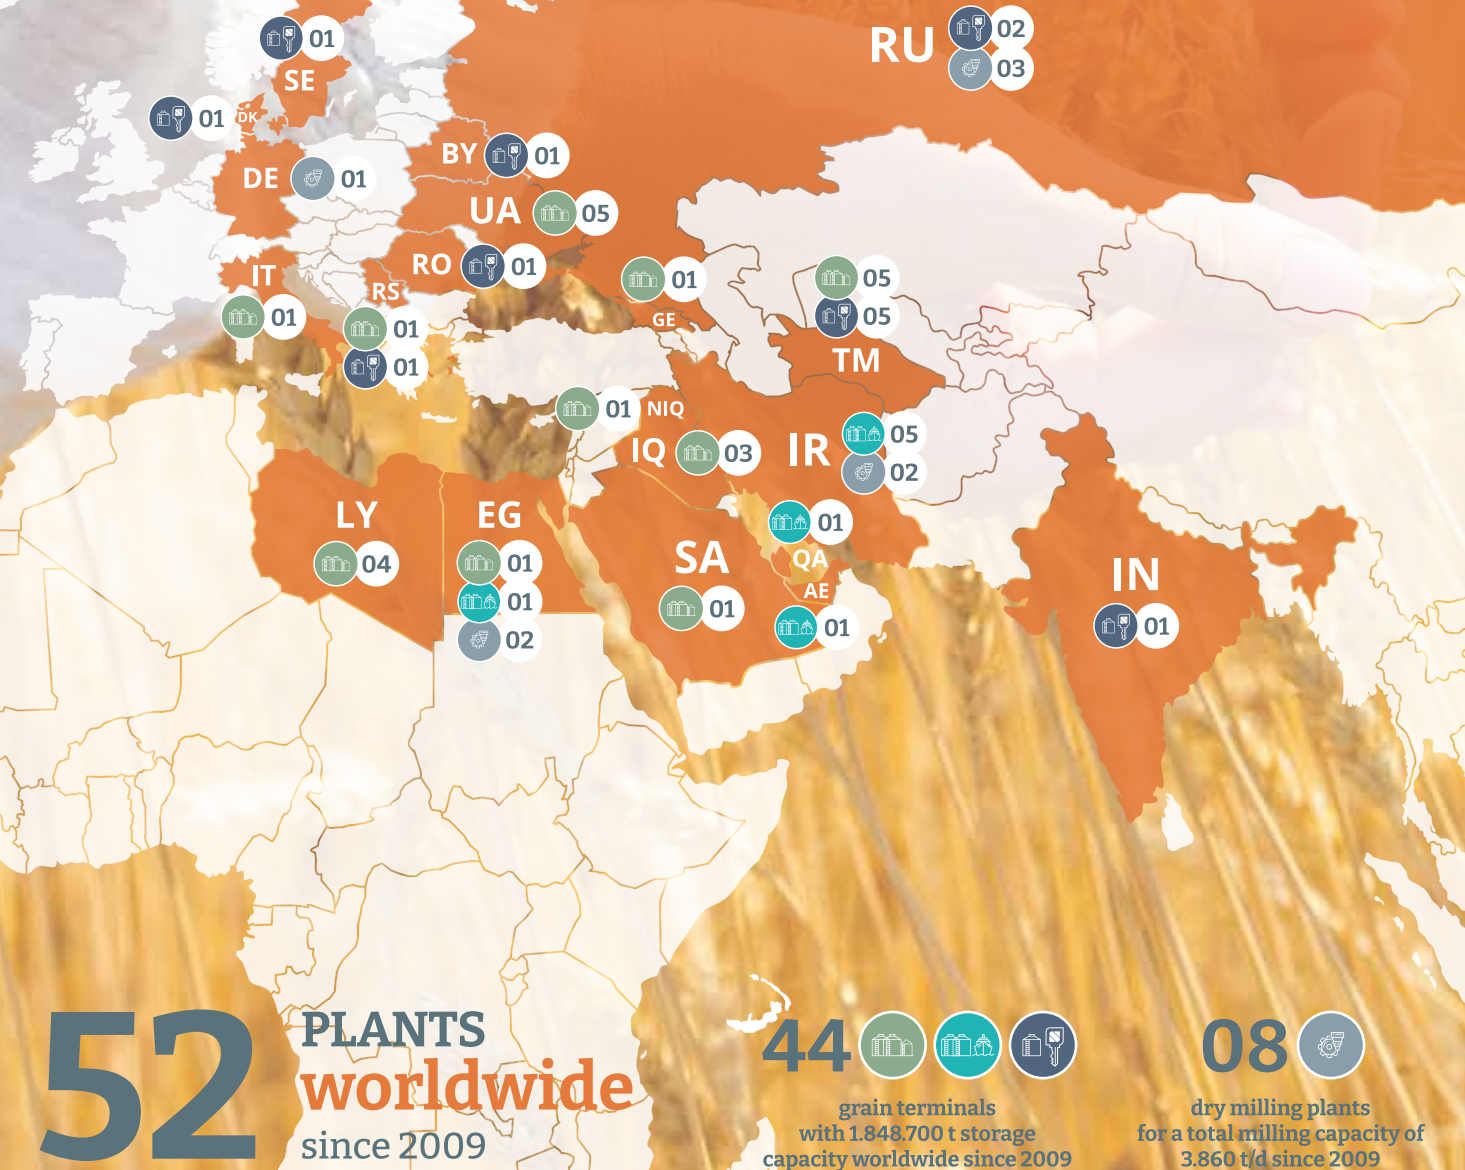 01
SE
RU
02
03
01
DK
BY
01
DE
01
UA
05
RO
01
IT
01
RS
01
01
01
GE
05
05
TM
01
NIQ
IQ
03
IR
05
02
LY
04
EG
01
01
02
SA
01
01
QA
AE
01
IN
01
52
PLANTS
worldwide
since 2009
44
grain terminals
with 1.848.700 t storage
capacity worldwide since 2009
08
dry milling plants
for a total milling capacity of
3.860 t/d since 2009